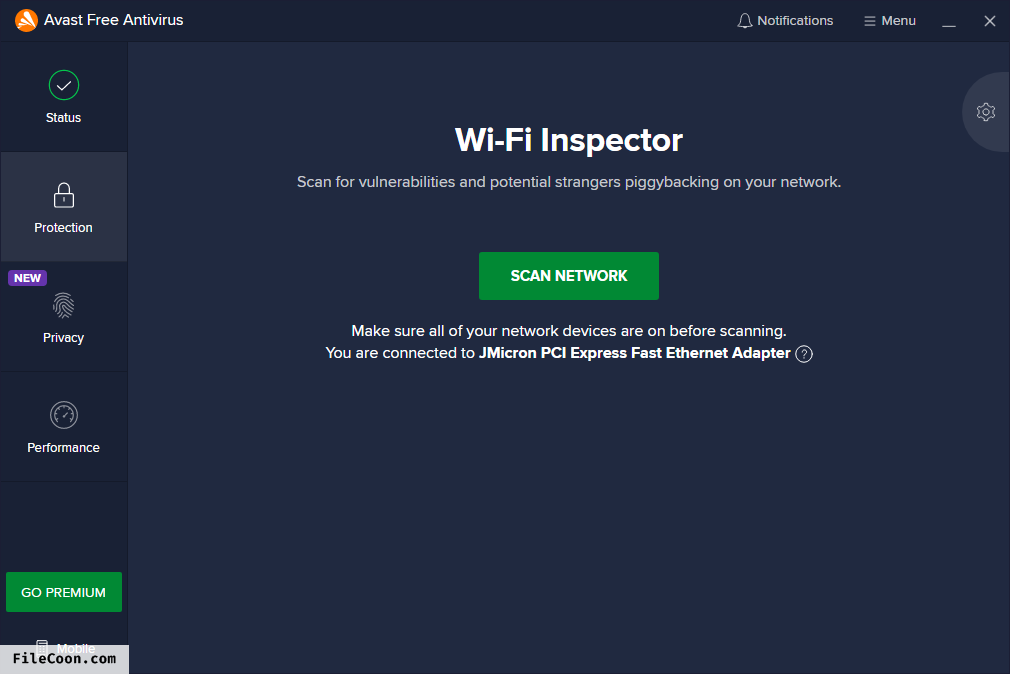 Avast Free Antivirus
Notifications
Menu
Status
Protection
NEW
Privacy
Performance
GO PREMIUM
Mobile
FileCoon.com
Wi-Fi Inspector
Scan for vulnerabilities and potential strangers piggybacking on your network.
SCAN NETWORK
Make sure all of your network devices are on before scanning.
You are connected to JMicron PCI Express Fast Ethernet Adapter ?